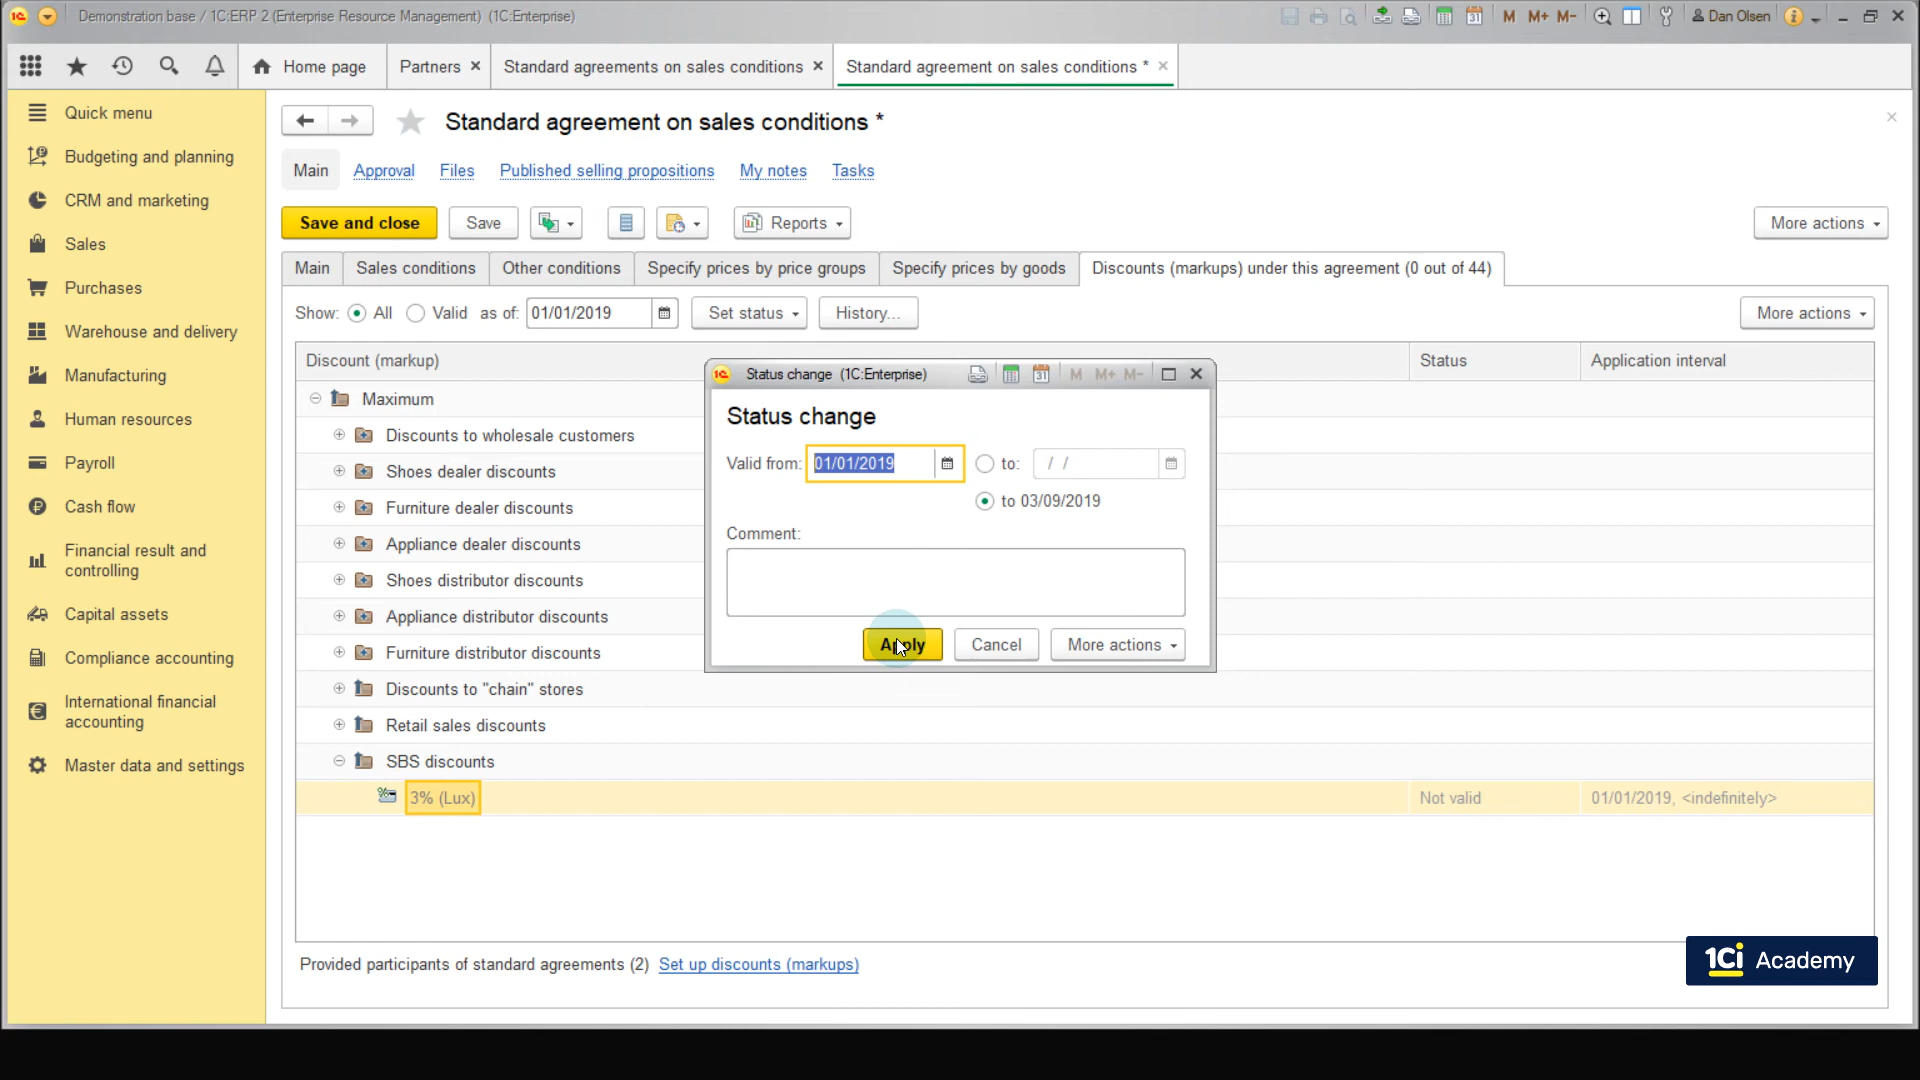 Demonstration base / 1C:ERP 2 (Enterprise Resource Management) (1C:Enterprise)
M M+ M- Dan Olsen
Home page
Partners
Standard agreements on sales conditions
Standard agreement on sales conditions *
Quick menu
Budgeting and planning
CRM and marketing
Sales
Purchases
Warehouse and delivery
Manufacturing
Human resources
Payroll
Cash flow
Financial result and
controlling
Capital assets
Compliance accounting
International financial
accounting
Master data and settings
Standard agreement on sales conditions *
Main Approval Files Published selling propositions My notes Tasks
Save and close Save Reports More actions
Main Sales conditions Other conditions Specify prices by price groups Specify prices by goods Discounts (markups) under this agreement (0 out of 44)
Show: All Valid as of: 01/01/2019 Set status History... More actions
Discount (markup) Status Application interval
Maximum
Discounts to wholesale customers
Shoes dealer discounts
Furniture dealer discounts
Appliance dealer discounts
Shoes distributor discounts
Appliance distributor discounts
Furniture distributor discounts
Discounts to "chain" stores
Retail sales discounts
SBS discounts
3% (Lux) Not valid 01/01/2019, <indefinitely>
Status change (1C:Enterprise) M M+ M-
Status change
Valid from: 01/01/2019 to: / /
to 03/09/2019
Comment:
Apply Cancel More actions
Provided participants of standard agreements (2) Set up discounts (markups)
1Ci Academy